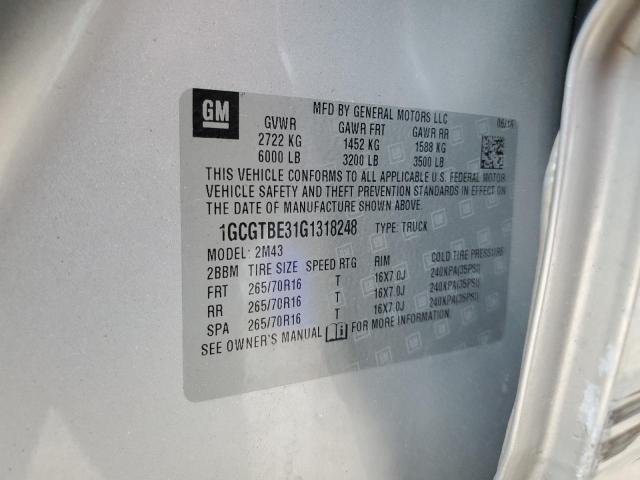 GM
MFD BY GENERAL MOTORS LLC
GVWR GAWR FRT GAWR RR
2722 KG 1452 KG 1588 KG
6000 LB 3200 LB 3500 LB
THIS VEHICLE CONFORMS TO ALL APPLICABLE U.S. FEDERAL MOTOR
VEHICLE SAFETY AND THEFT PREVENTION STANDARDS IN EFFECT ON
THE DATE OF MANUFACTURE SHOWN ABOVE.
1GCGTBE31G1318248 TYPE: TRUCK
MODEL: 2M43
2BBM TIRE SIZE SPEED RTG RIM COLD TIRE PRESSURE
FRT 265/70R16 T 16X7.0J 240KPA(35PSI)
RR 265/70R16 T 16X7.0J 240KPA(35PSI)
SPA 265/70R16 T 16X7.0J 240KPA(35PSI)
SEE OWNER'S MANUAL FOR MORE INFORMATION.